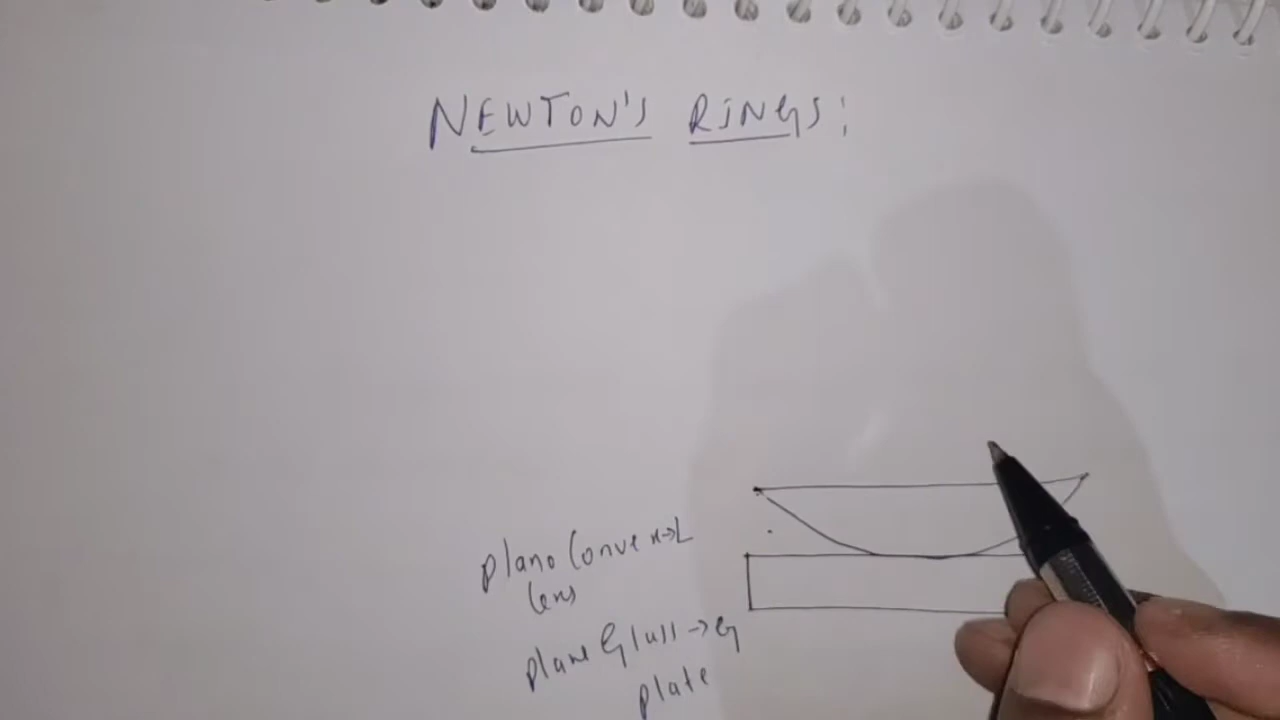 NEWTON'S RINGS:
plano Convex→L
lens
plane Glass→G
plate